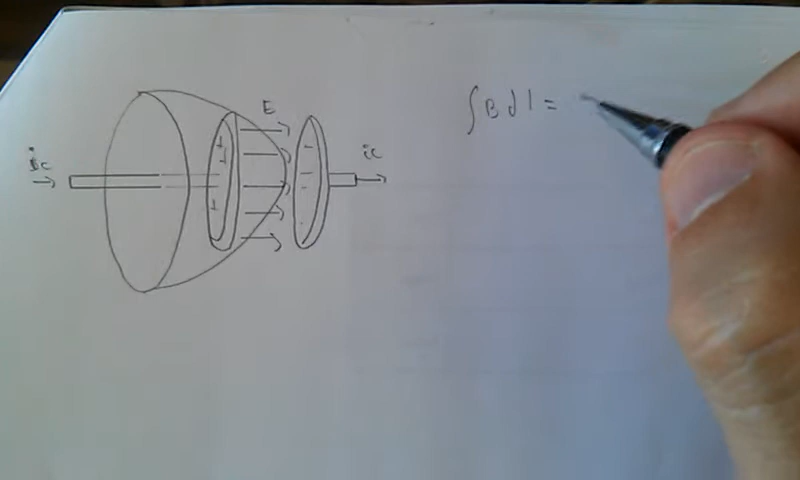 E
ic
ic
+
+
+
-
-
-
∫B dl =